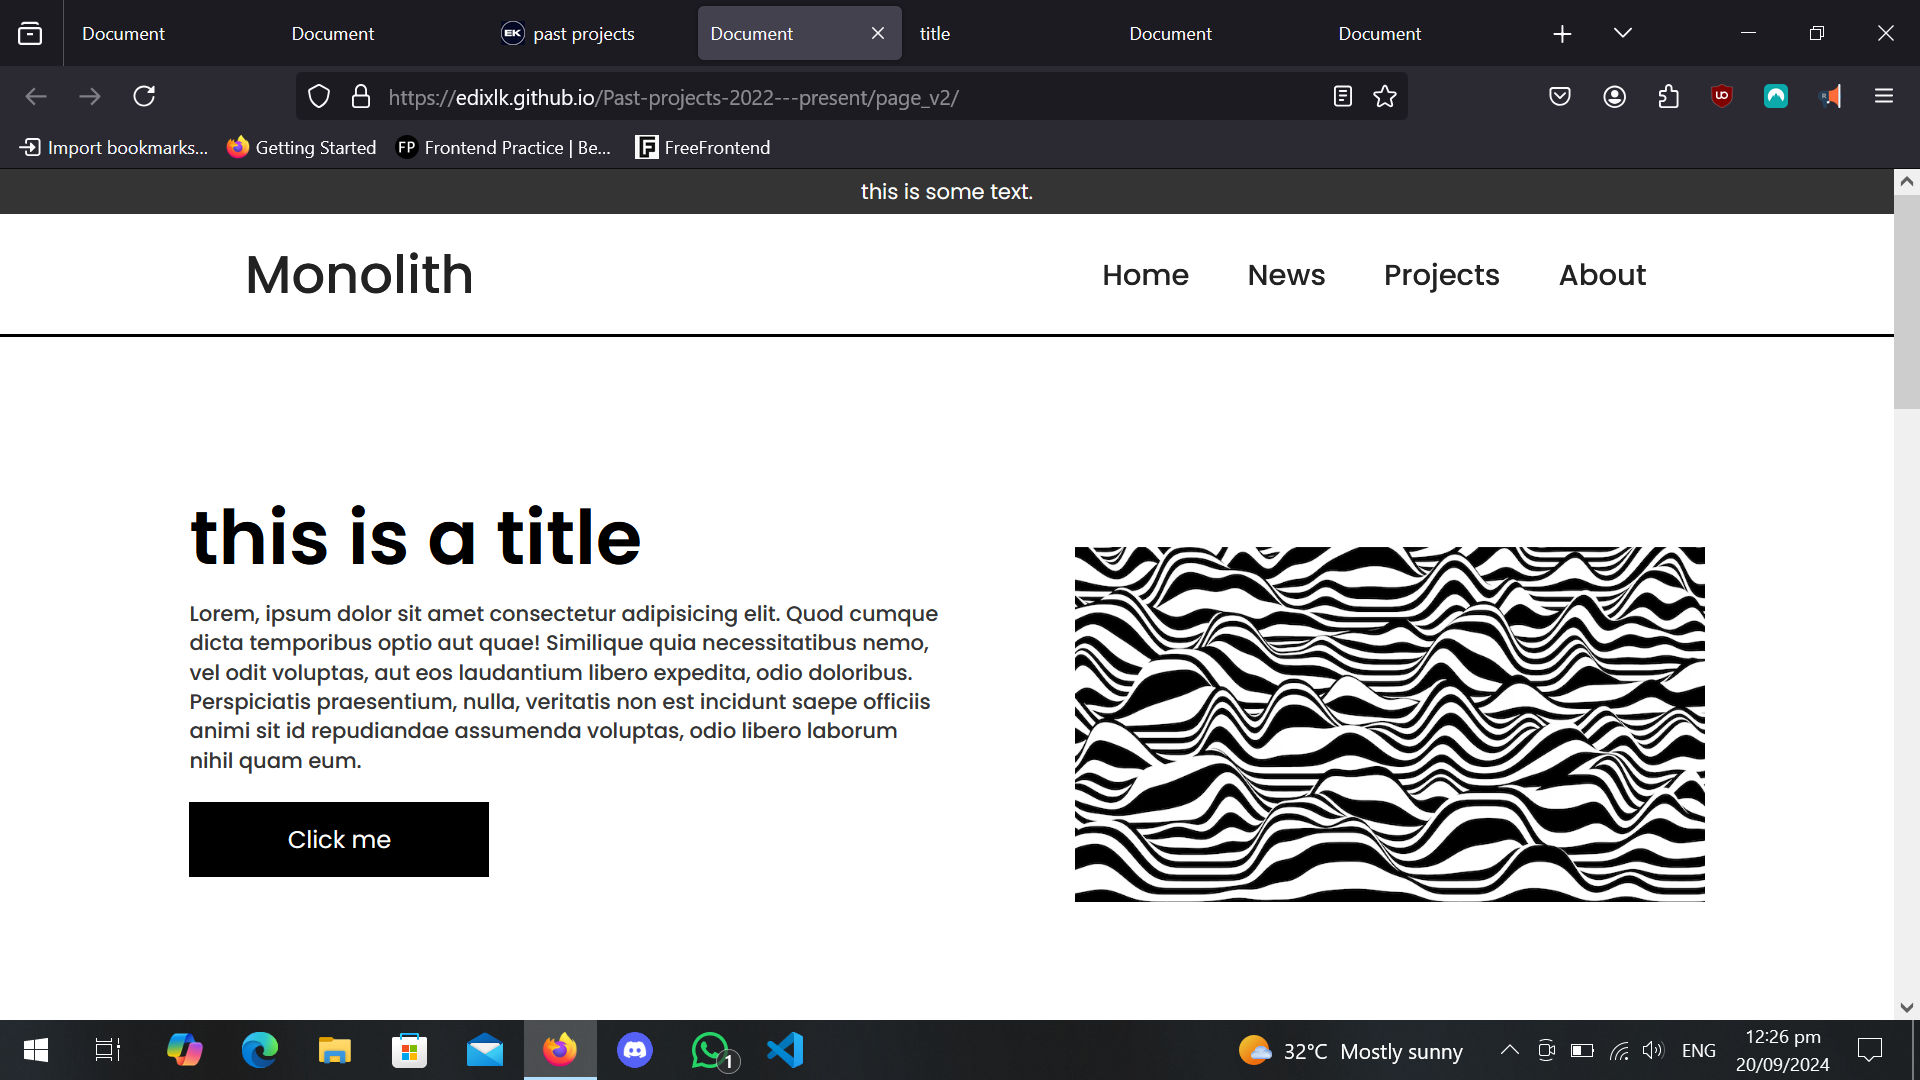 Document
Document
EK past projects
Document
title
Document
Document
https://edixlk.github.io/Past-projects-2022---present/page_v2/
Import bookmarks...
Getting Started
FP Frontend Practice | Be...
FreeFrontend
this is some text.
Monolith
Home
News
Projects
About
this is a title
Lorem, ipsum dolor sit amet consectetur adipisicing elit. Quod cumque
dicta temporibus optio aut quae! Similique quia necessitatibus nemo,
vel odit voluptas, aut eos laudantium libero expedita, odio doloribus.
Perspiciatis praesentium, nulla, veritatis non est incidunt saepe officiis
animi sit id repudiandae assumenda voluptas, odio libero laborum
nihil quam eum.
Click me
1
32°C Mostly sunny
ENG
12:26 pm
20/09/2024